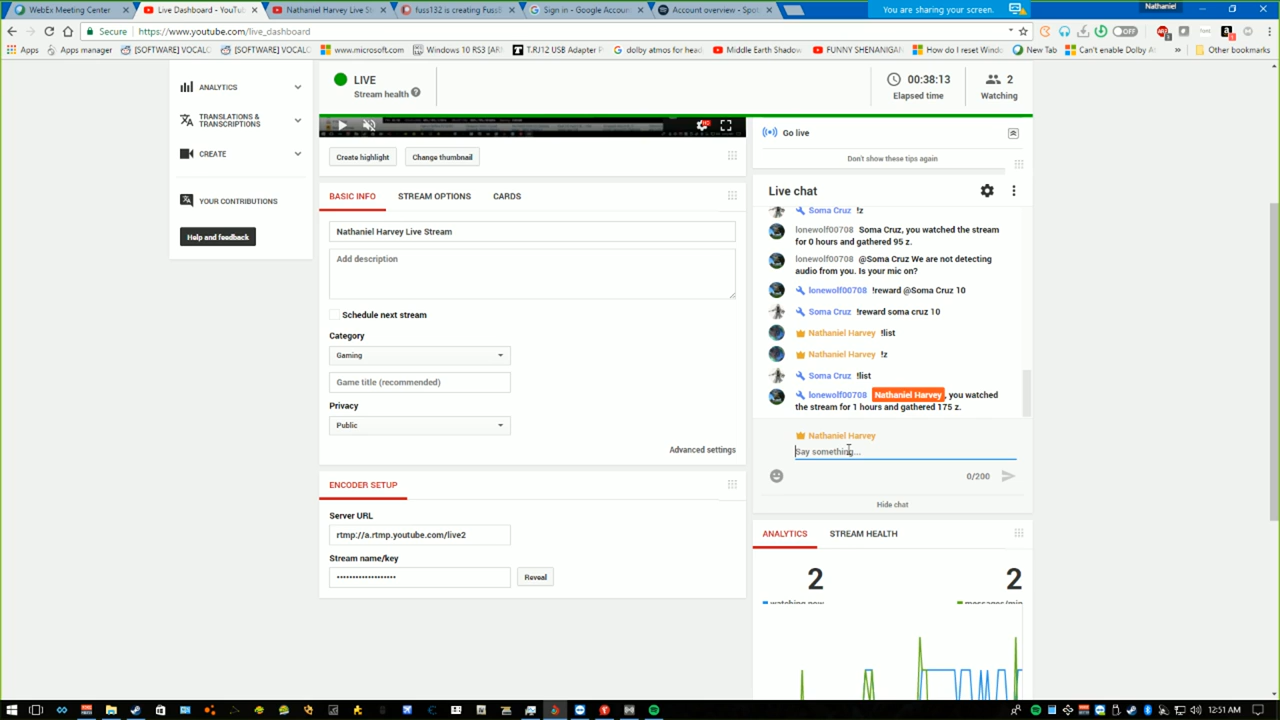 WebEx Meeting Center
Live Dashboard - YouTu
Nathaniel Harvey Live St
fuss132 is creating FussB
Sign in - Google Accoun
Account overview - Spot
You are sharing your screen.
Nathaniel
Secure
https://www.youtube.com/live_dashboard
Apps
Apps manager
[SOFTWARE] VOCALO
[SOFTWARE] VOCALO
www.microsoft.com
Windows 10 RS3 [ARM
T.RJ12 USB Adapter P
dolby atmos for head
Middle Earth Shadow
FUNNY SHENANIGAN
How do I reset Windo
New Tab
Can't enable Dolby A
Other bookmarks
ANALYTICS
TRANSLATIONS &
TRANSCRIPTIONS
CREATE
YOUR CONTRIBUTIONS
Help and feedback
LIVE
Stream health
00:38:13
Elapsed time
2
Watching
Create highlight
Change thumbnail
BASIC INFO
STREAM OPTIONS
CARDS
Nathaniel Harvey Live Stream
Add description
Schedule next stream
Category
Gaming
Game title (recommended)
Privacy
Public
Advanced settings
ENCODER SETUP
Server URL
rtmp://a.rtmp.youtube.com/live2
Stream name/key
••••••••••••••••••
Reveal
Go live
Don't show these tips again
Live chat
Soma Cruz !z
lonewolf00708 Soma Cruz, you watched the stream
for 0 hours and gathered 95 z.
lonewolf00708 @Soma Cruz We are not detecting
audio from you. Is your mic on?
lonewolf00708 !reward @Soma Cruz 10
Soma Cruz !reward soma cruz 10
Nathaniel Harvey !list
Nathaniel Harvey !z
Soma Cruz !list
lonewolf00708 Nathaniel Harvey, you watched
the stream for 1 hours and gathered 175 z.
Nathaniel Harvey
Say something...
0/200
Hide chat
ANALYTICS
STREAM HEALTH
2
2
watching now
messages/min
12:51 AM